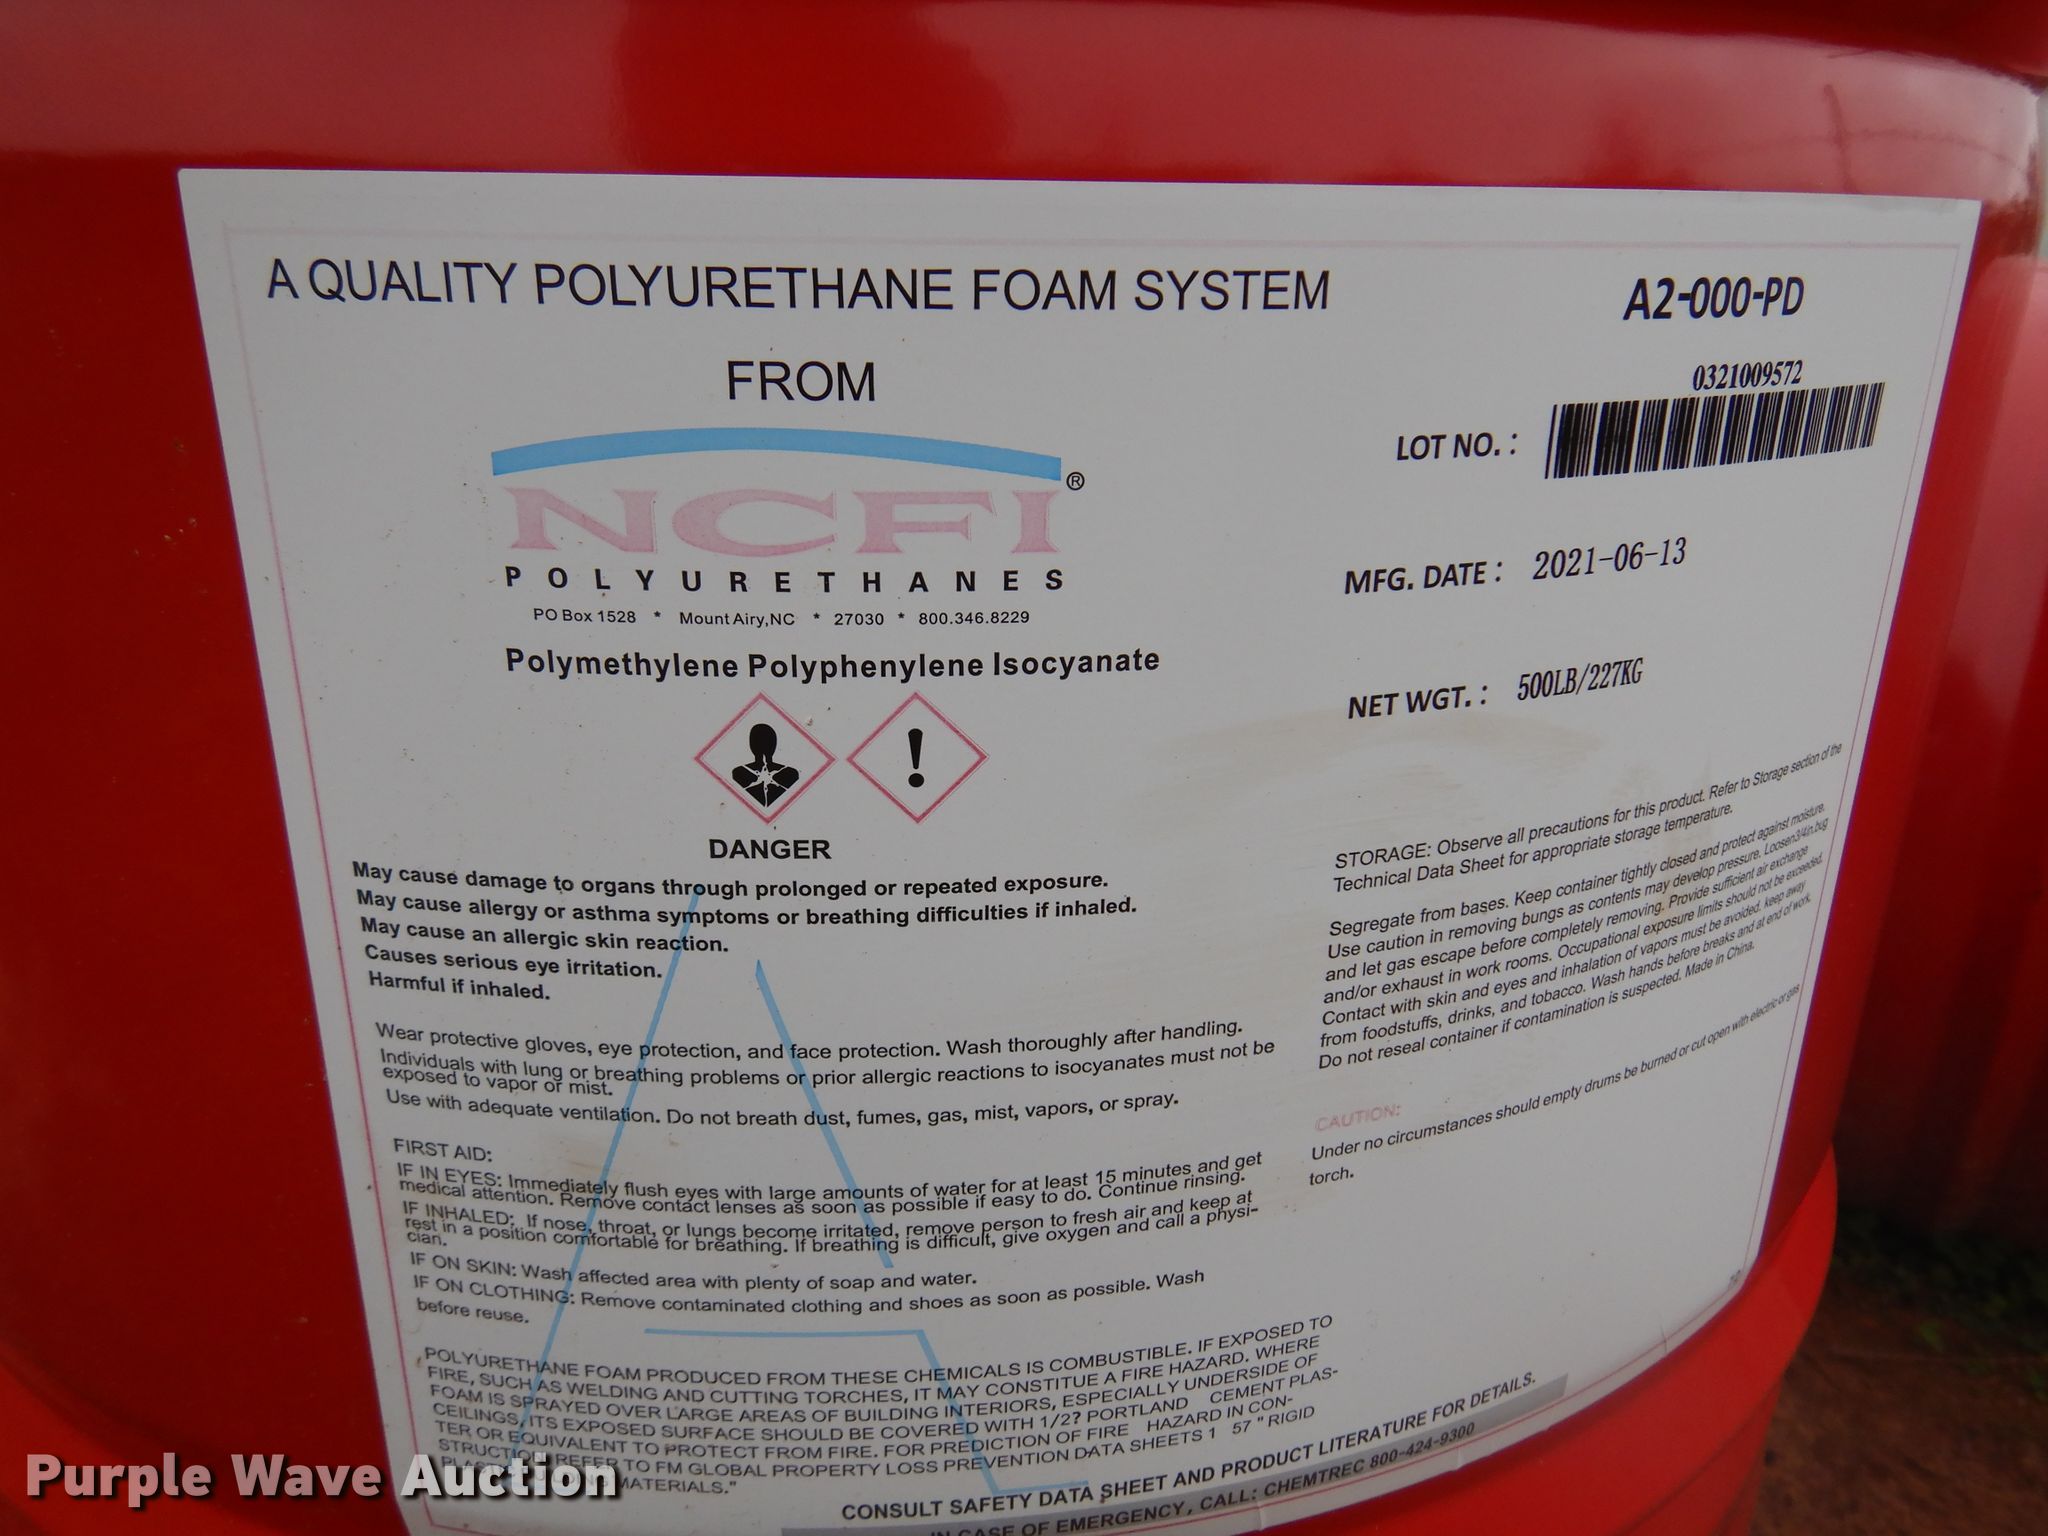 A QUALITY POLYURETHANE FOAM SYSTEM
FROM
NCFI®
POLYURETHANES
PO Box 1528 * Mount Airy,NC * 27030 * 800.346.8229
Polymethylene Polyphenylene Isocyanate
DANGER
May cause damage to organs through prolonged or repeated exposure.
May cause allergy or asthma symptoms or breathing difficulties if inhaled.
May cause an allergic skin reaction.
Causes serious eye irritation.
Harmful if inhaled.
Wear protective gloves, eye protection, and face protection. Wash thoroughly after handling.
Individuals with lung or breathing problems or prior allergic reactions to isocyanates must not be
exposed to vapor or mist.
Use with adequate ventilation. Do not breath dust, fumes, gas, mist, vapors, or spray.
FIRST AID:
IF IN EYES: Immediately flush eyes with large amounts of water for at least 15 minutes and get
medical attention. Remove contact lenses as soon as possible if easy to do. Continue rinsing.
IF INHALED: If nose, throat, or lungs become irritated, remove person to fresh air and keep at
rest in a position comfortable for breathing. If breathing is difficult, give oxygen and call a physi-
cian.
IF ON SKIN: Wash affected area with plenty of soap and water.
IF ON CLOTHING: Remove contaminated clothing and shoes as soon as possible. Wash
before reuse.
POLYURETHANE FOAM PRODUCED FROM THESE CHEMICALS IS COMBUSTIBLE. IF EXPOSED TO
FIRE, SUCH AS WELDING AND CUTTING TORCHES, IT MAY CONSTITUTE A FIRE HAZARD. WHERE
FOAM IS SPRAYED OVER LARGE AREAS OF BUILDING INTERIORS, ESPECIALLY UNDERSIDE OF
CEILINGS, ITS EXPOSED SURFACE SHOULD BE COVERED WITH 1/2? PORTLAND CEMENT PLAS-
TER OR EQUIVALENT TO PROTECT FROM FIRE. FOR PREDICTION OF FIRE HAZARD IN CON-
STRUCTION REFER TO FM GLOBAL PROPERTY LOSS PREVENTION DATA SHEETS 1 57 " RIGID
MATERIALS."
CONSULT SAFETY DATA SHEET AND PRODUCT LITERATURE FOR DETAILS.
IN CASE OF EMERGENCY, CALL: CHEMTREC 800-424-9300
A2-000-PD
0321009572
LOT NO. :
MFG. DATE : 2021-06-13
NET WGT. : 500LB/227KG
STORAGE: Observe all precautions for this product. Refer to Storage section of the
Technical Data Sheet for appropriate storage temperature.
Segregate from bases. Keep container tightly closed and protect against moisture.
Use caution in removing bungs as contents may develop pressure. Loosen3/4in.bug
and let gas escape before completely removing. Provide sufficient air exchange
and/or exhaust in work rooms. Occupational exposure limits should not be exceeded.
Contact with skin and eyes and inhalation of vapors must be avoided. keep away
from foodstuffs, drinks, and tobacco. Wash hands before breaks and at end of work.
Do not reseal container if contamination is suspected. Made in China.
CAUTION:
Under no circumstances should empty drums be burned or cut open with electric or gas
torch.
Purple Wave Auction